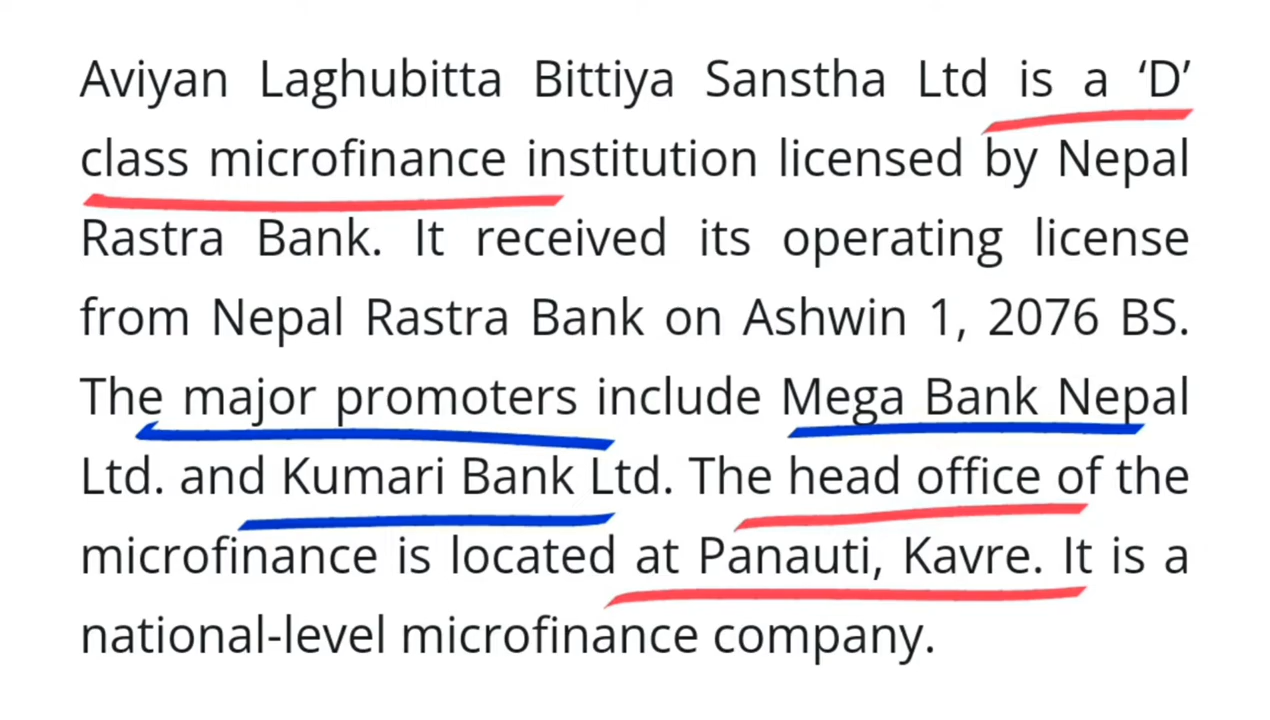 Aviyan Laghubitta Bittiya Sanstha Ltd is a ‘D’
class microfinance institution licensed by Nepal
Rastra Bank. It received its operating license
from Nepal Rastra Bank on Ashwin 1, 2076 BS.
The major promoters include Mega Bank Nepal
Ltd. and Kumari Bank Ltd. The head office of the
microfinance is located at Panauti, Kavre. It is a
national-level microfinance company.